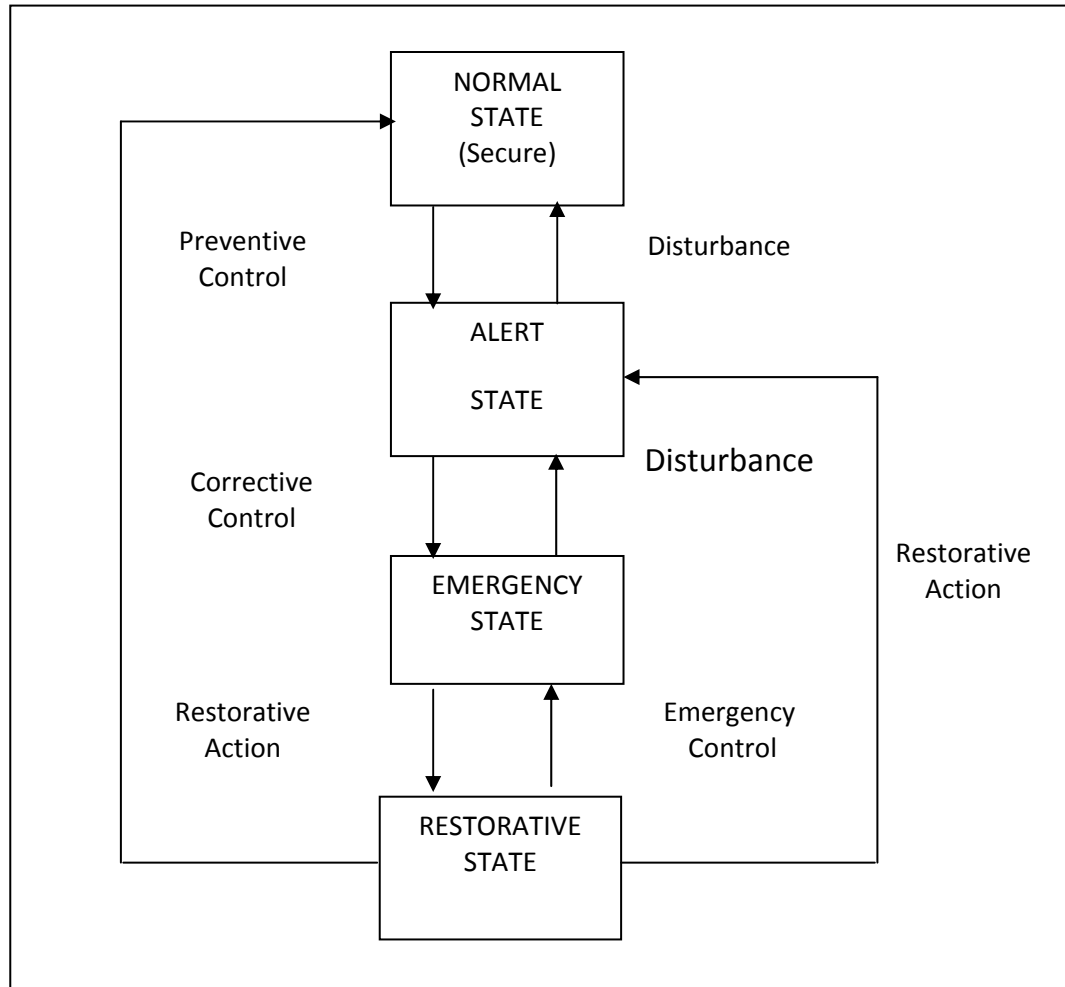 NORMAL
STATE
(Secure)
Preventive
Control
Disturbance
ALERT
STATE
Disturbance
Corrective
Control
Restorative
Action
EMERGENCY
STATE
Restorative
Action
Emergency
Control
RESTORATIVE
STATE